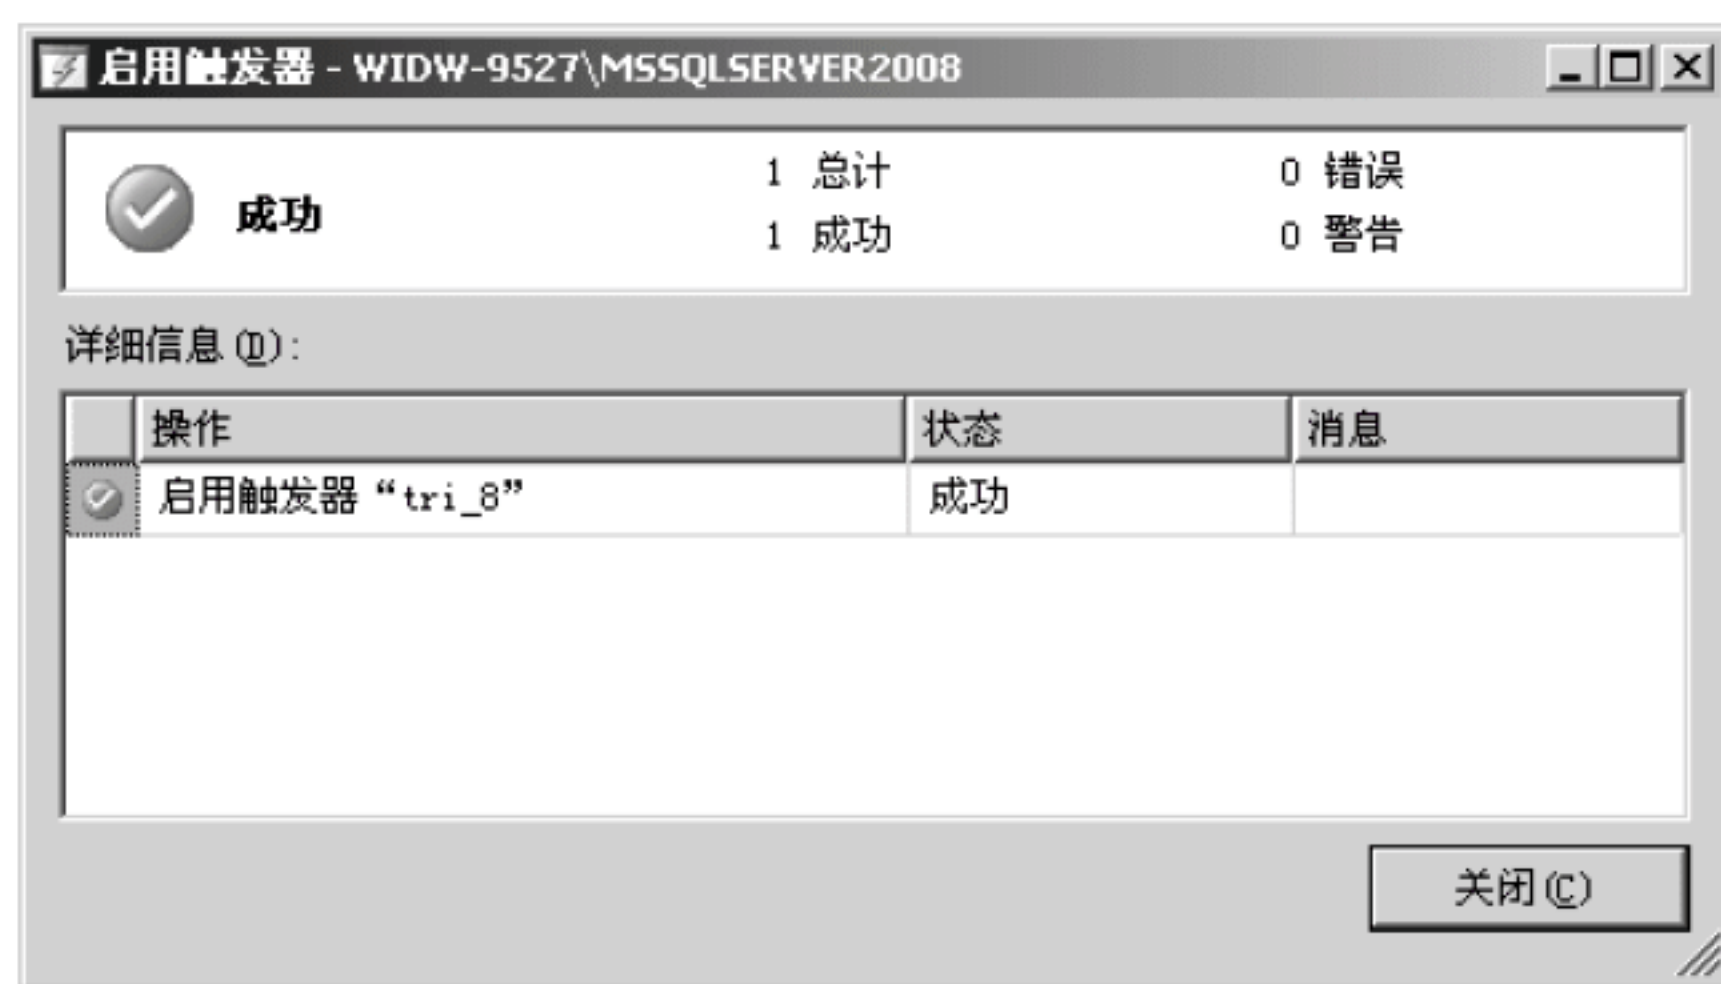 启用触发器 - WIDW-9527\MSSQLSERVER2008
成功
1 总计
0 错误
1 成功
0 警告
详细信息(D):
操作 状态 消息
启用触发器“tri_8” 成功
关闭(C)